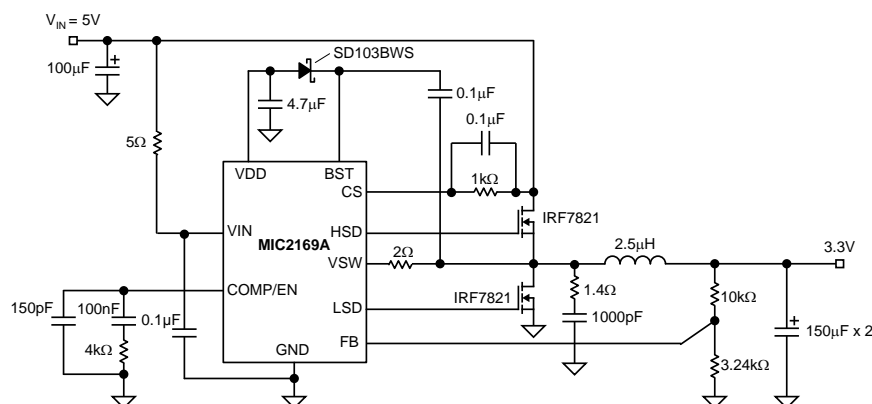 V_IN = 5V
SD103BWS
100µF
+
4.7µF
0.1µF
0.1µF
5Ω
VDD
BST
CS
1kΩ
IRF7821
HSD
VIN
MIC2169A
2.5µH
3.3V
VSW
2Ω
COMP/EN
IRF7821
1.4Ω
10kΩ
150pF
100nF
0.1µF
LSD
1000pF
+
150µF x 2
4kΩ
GND
FB
3.24kΩ